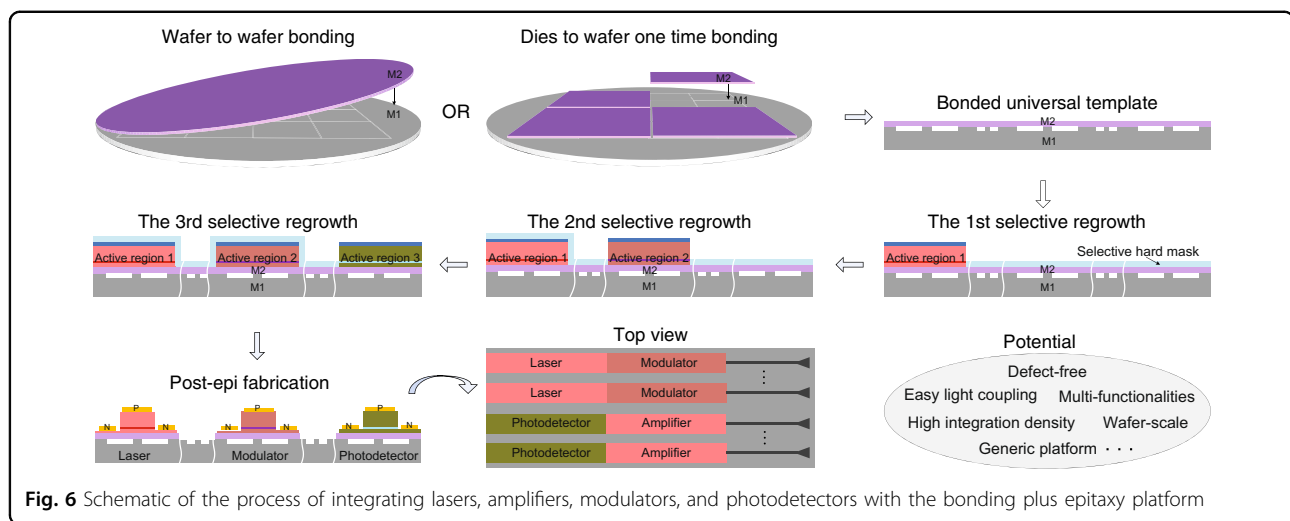 Wafer to wafer bonding
M2
M1
OR
Dies to wafer one time bonding
M2
M1
Bonded universal template
M2
M1
The 3rd selective regrowth
Active region 1
Active region 2
Active region 3
M2
M1
The 2nd selective regrowth
Active region 1
Active region 2
M2
M1
The 1st selective regrowth
Active region 1
Selective hard mask
M2
M1
Post-epi fabrication
P
N
N
P
N
N
P
N
N
Laser
Modulator
Photodetector
Top view
Laser Modulator
Laser Modulator
Photodetector Amplifier
Photodetector Amplifier
Potential
Defect-free
Easy light coupling Multi-functionalities
High integration density Wafer-scale
Generic platform · · ·
Fig. 6 Schematic of the process of integrating lasers, amplifiers, modulators, and photodetectors with the bonding plus epitaxy platform